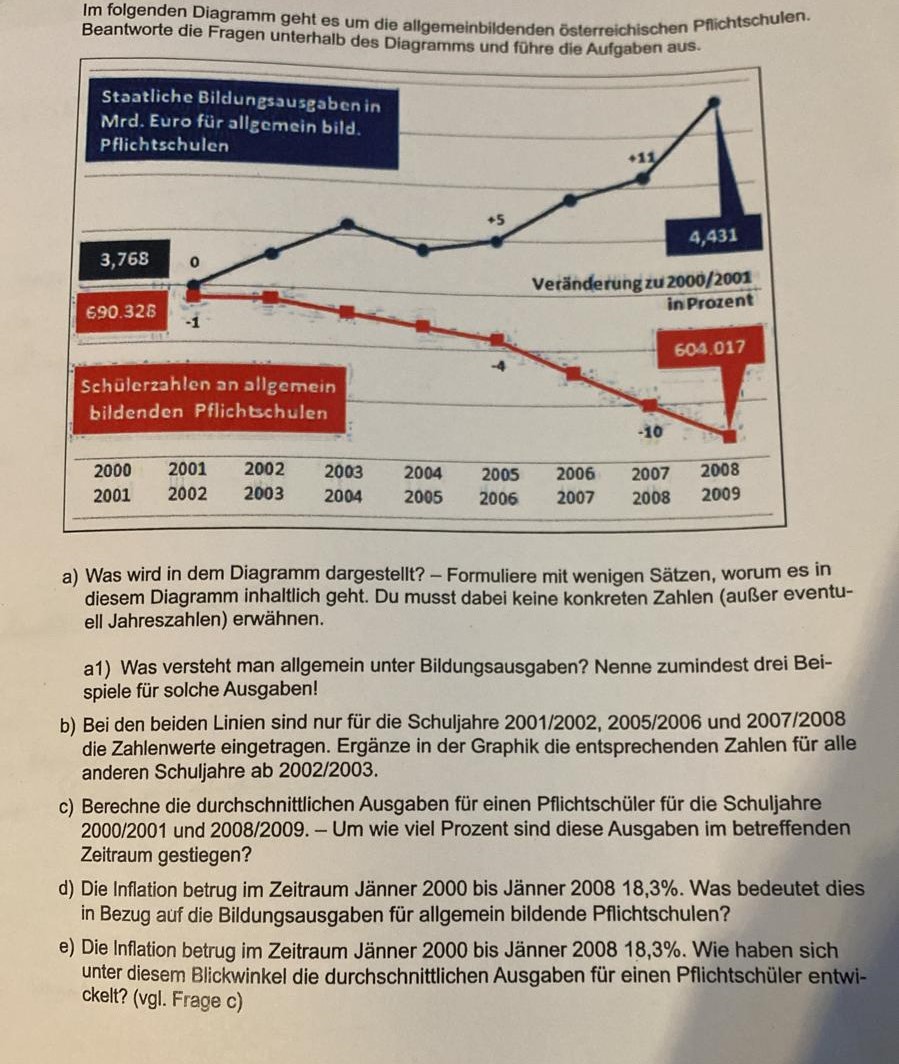 Im folgenden Diagramm geht es um die allgemeinbildenden österreichischen Pflichtschulen.
Beantworte die Fragen unterhalb des Diagramms und führe die Aufgaben aus.
Staatliche Bildungsausgaben in
Mrd. Euro für allgemein bild.
Pflichtschulen
+11
+5
4,431
3,768
0
Veränderung zu 2000/2001
in Prozent
690.328
-1
604.017
-4
Schülerzahlen an allgemein
bildenden Pflichtschulen
-10
2000 2001 2002 2003 2004 2005 2006 2007 2008
2001 2002 2003 2004 2005 2006 2007 2008 2009
a) Was wird in dem Diagramm dargestellt? – Formuliere mit wenigen Sätzen, worum es in
diesem Diagramm inhaltlich geht. Du musst dabei keine konkreten Zahlen (außer eventu-
ell Jahreszahlen) erwähnen.
a1) Was versteht man allgemein unter Bildungsausgaben? Nenne zumindest drei Bei-
spiele für solche Ausgaben!
b) Bei den beiden Linien sind nur für die Schuljahre 2001/2002, 2005/2006 und 2007/2008
die Zahlenwerte eingetragen. Ergänze in der Graphik die entsprechenden Zahlen für alle
anderen Schuljahre ab 2002/2003.
c) Berechne die durchschnittlichen Ausgaben für einen Pflichtschüler für die Schuljahre
2000/2001 und 2008/2009. – Um wie viel Prozent sind diese Ausgaben im betreffenden
Zeitraum gestiegen?
d) Die Inflation betrug im Zeitraum Jänner 2000 bis Jänner 2008 18,3%. Was bedeutet dies
in Bezug auf die Bildungsausgaben für allgemein bildende Pflichtschulen?
e) Die Inflation betrug im Zeitraum Jänner 2000 bis Jänner 2008 18,3%. Wie haben sich
unter diesem Blickwinkel die durchschnittlichen Ausgaben für einen Pflichtschüler entwi-
ckelt? (vgl. Frage c)